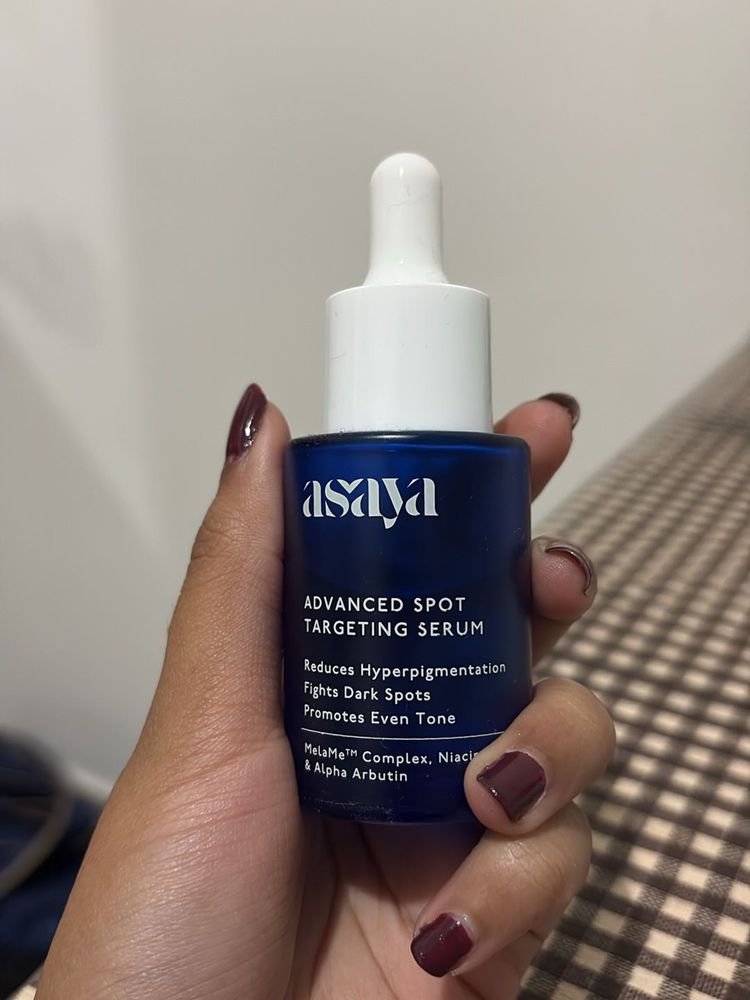 asaya
ADVANCED SPOT
TARGETING SERUM
Reduces Hyperpigmentation
Fights Dark Spots
Promotes Even Tone
MelaMe™ Complex,
& Alpha Arbutin